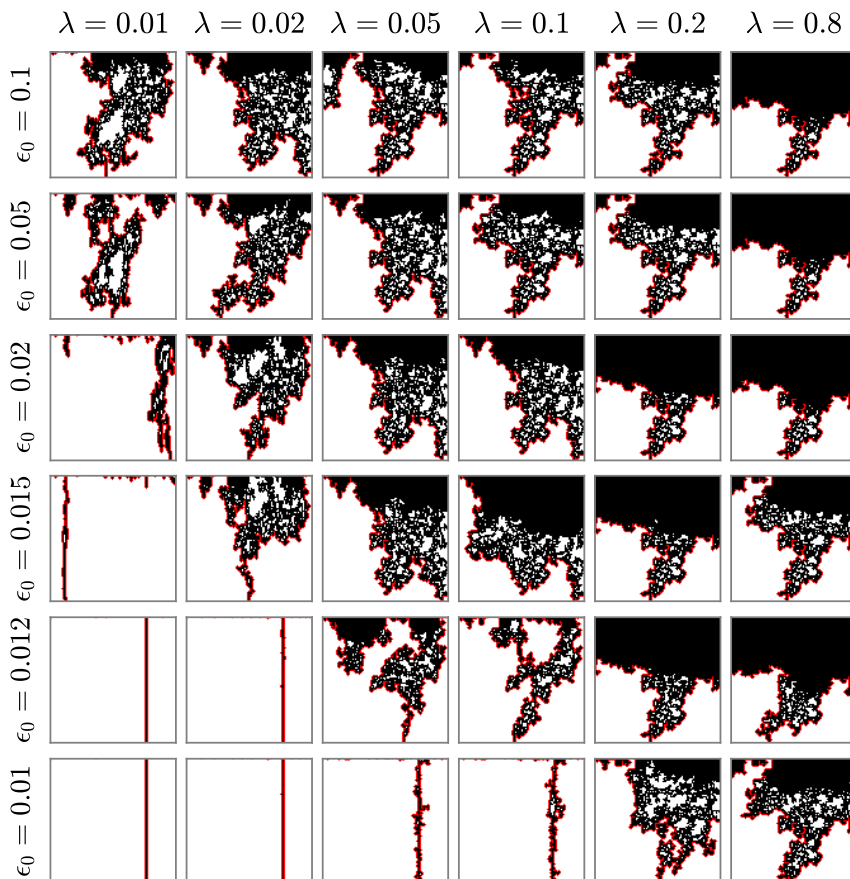 λ = 0.01 λ = 0.02 λ = 0.05 λ = 0.1 λ = 0.2 λ = 0.8
ϵ₀ = 0.1
ϵ₀ = 0.05
ϵ₀ = 0.02
ϵ₀ = 0.015
ϵ₀ = 0.012
ϵ₀ = 0.01